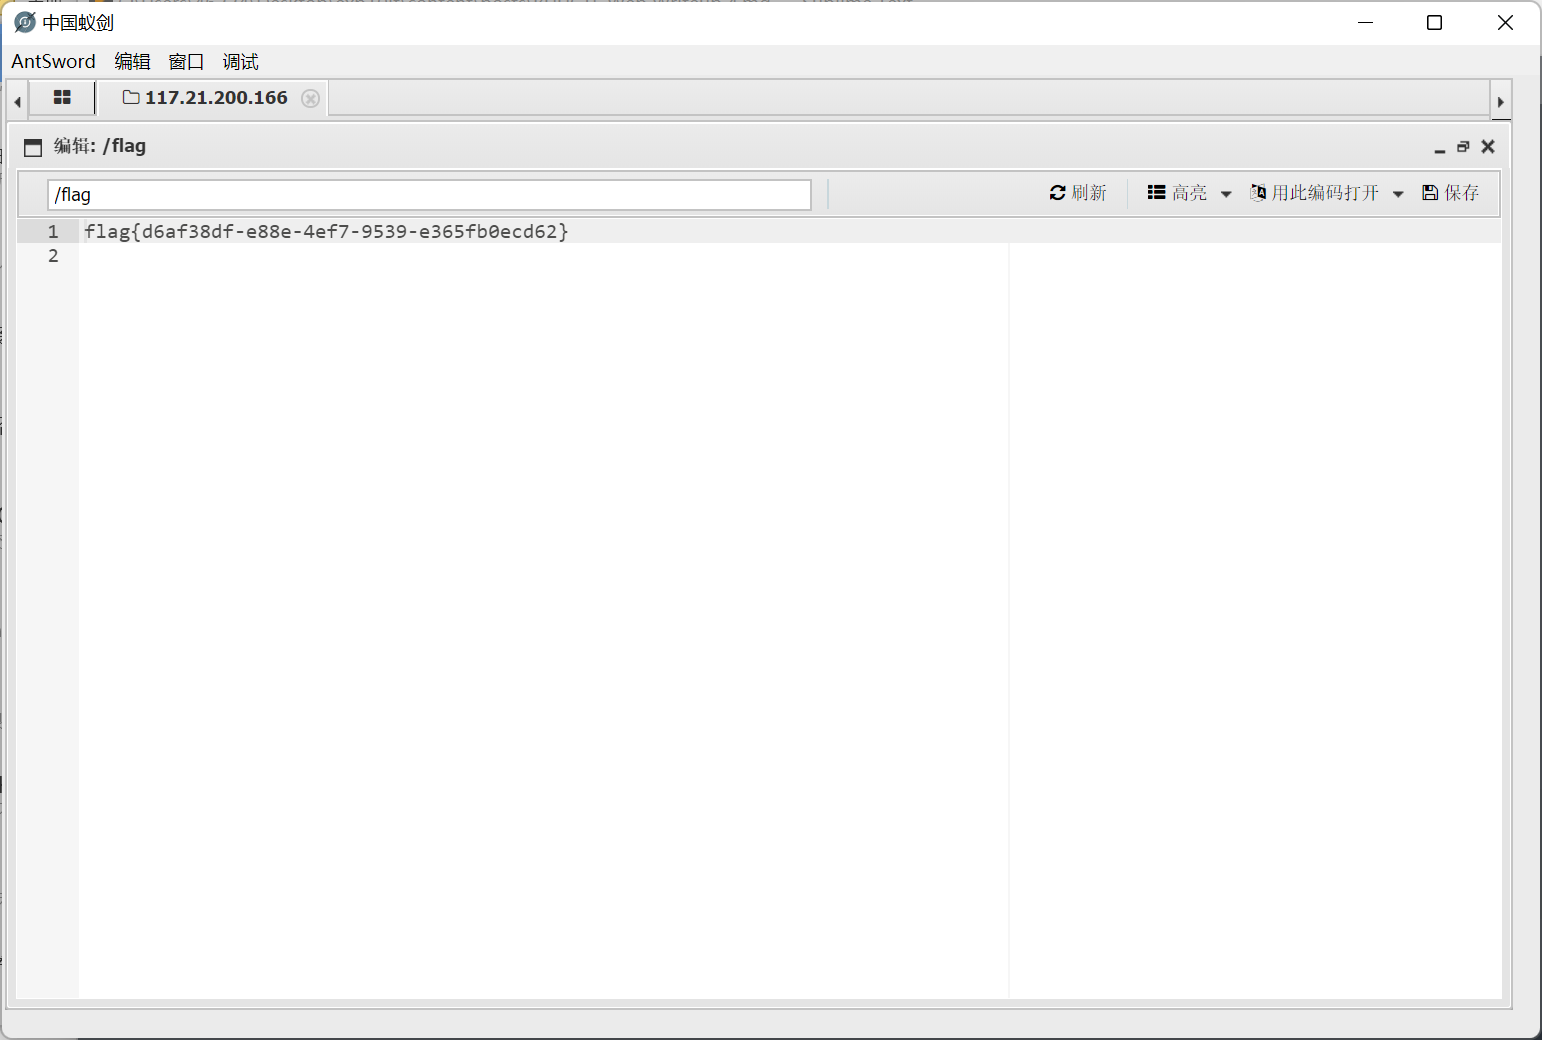 中国蚁剑
AntSword 编辑 窗口 调试
117.21.200.166
编辑: /flag
/flag 刷新 高亮 用此编码打开 保存
1 flag{d6af38df-e88e-4ef7-9539-e365fb0ecd62}
2